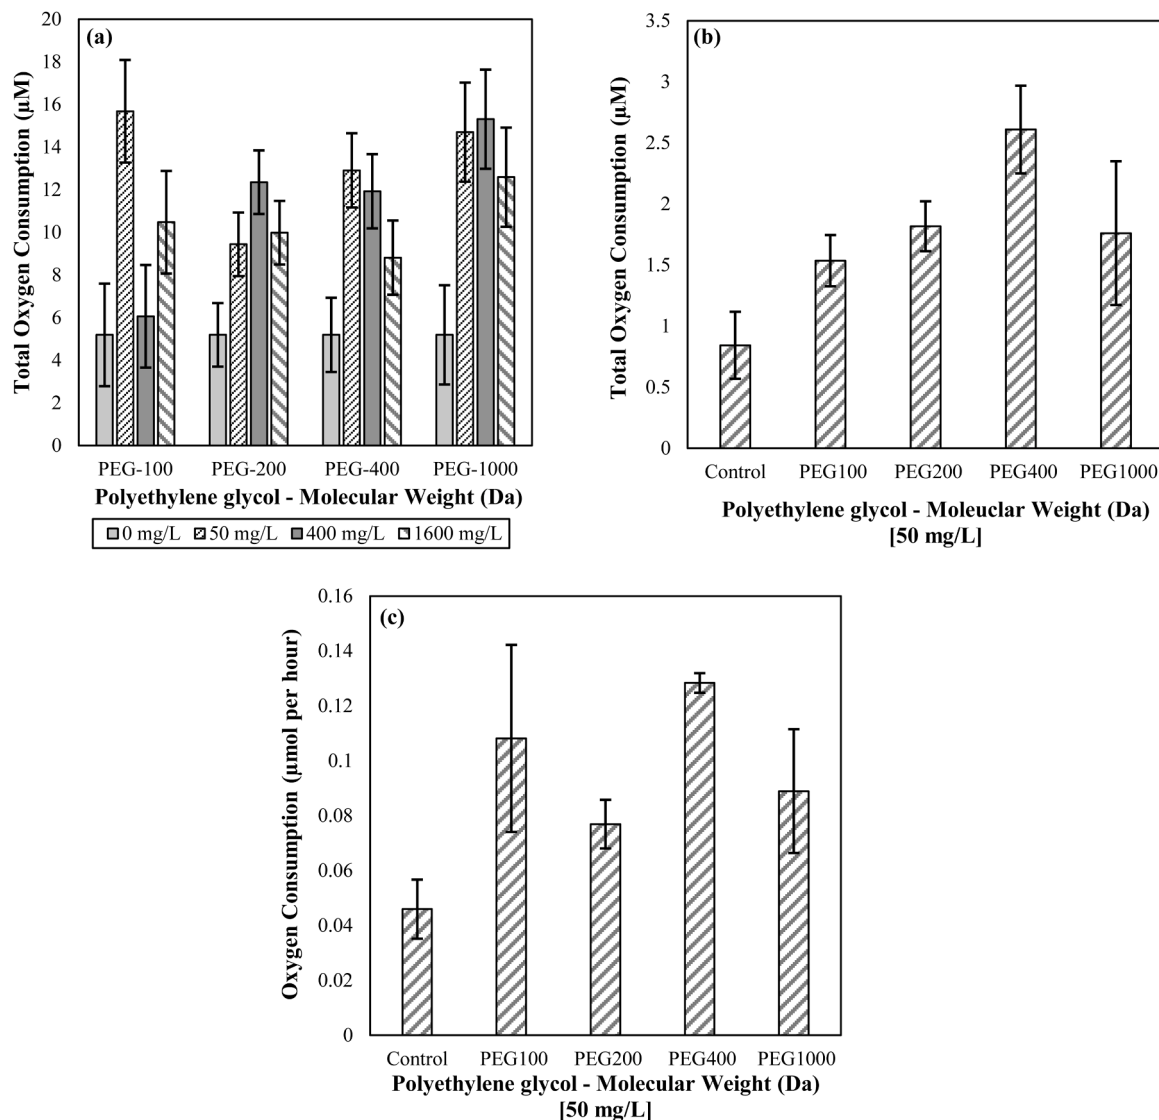 (a)
Total Oxygen Consumption (µM)
20
18
16
14
12
10
8
6
4
2
0
PEG-100 PEG-200 PEG-400 PEG-1000
Polyethylene glycol - Molecular Weight (Da)
0 mg/L 50 mg/L 400 mg/L 1600 mg/L
(b)
Total Oxygen Consumption (µM)
3.5
3
2.5
2
1.5
1
0.5
0
Control PEG100 PEG200 PEG400 PEG1000
Polyethylene glycol - Moleuclar Weight (Da)
[50 mg/L]
(c)
Oxygen Consumption (µmol per hour)
0.16
0.14
0.12
0.1
0.08
0.06
0.04
0.02
0
Control PEG100 PEG200 PEG400 PEG1000
Polyethylene glycol - Molecular Weight (Da)
[50 mg/L]